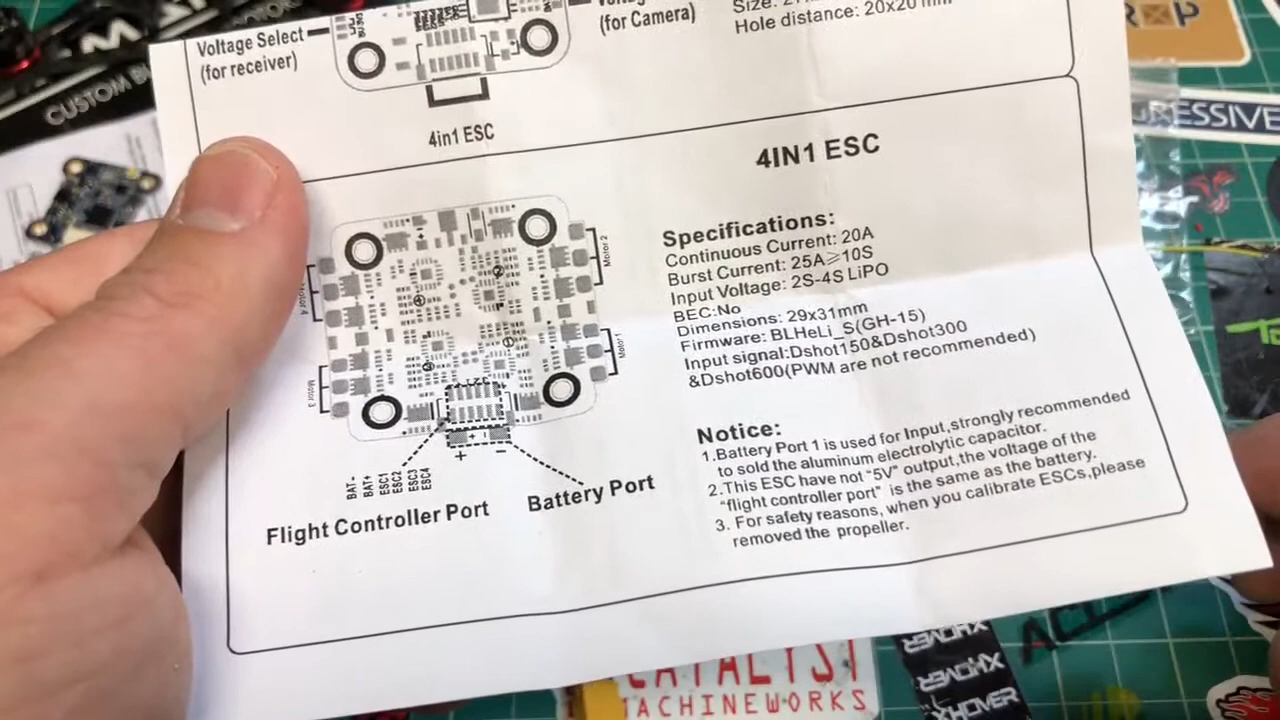 Voltage Select
(for receiver)
(for Camera)
Hole distance: 20x20 mm
CUSTOM
4in1 ESC
4IN1 ESC
Specifications:
Continuous Current: 20A
Burst Current: 25A⩾10S
Input Voltage: 2S-4S LiPO
BEC:No
Dimensions: 29x31mm
Firmware: BLHeLi_S(GH-15)
Input signal:Dshot150&Dshot300
&Dshot600(PWM are not recommended)
Motor 2
Motor 4
Motor1
Motor 3
Notice:
1.Battery Port 1 is used for Input,strongly recommended
to sold the aluminum electrolytic capacitor.
2.This ESC have not "5V" output,the voltage of the
"flight controller port" is the same as the battery.
3. For safety reasons, when you calibrate ESCs,please
removed the propeller.
+ -
+ -
BAT-
BAT+
ESC1
ESC2
ESC3
ESC4
Flight Controller Port
Battery Port
GRESSIVE
CATALYST
MACHINEWORKS
XHOVER
XHOVER
XHOVER